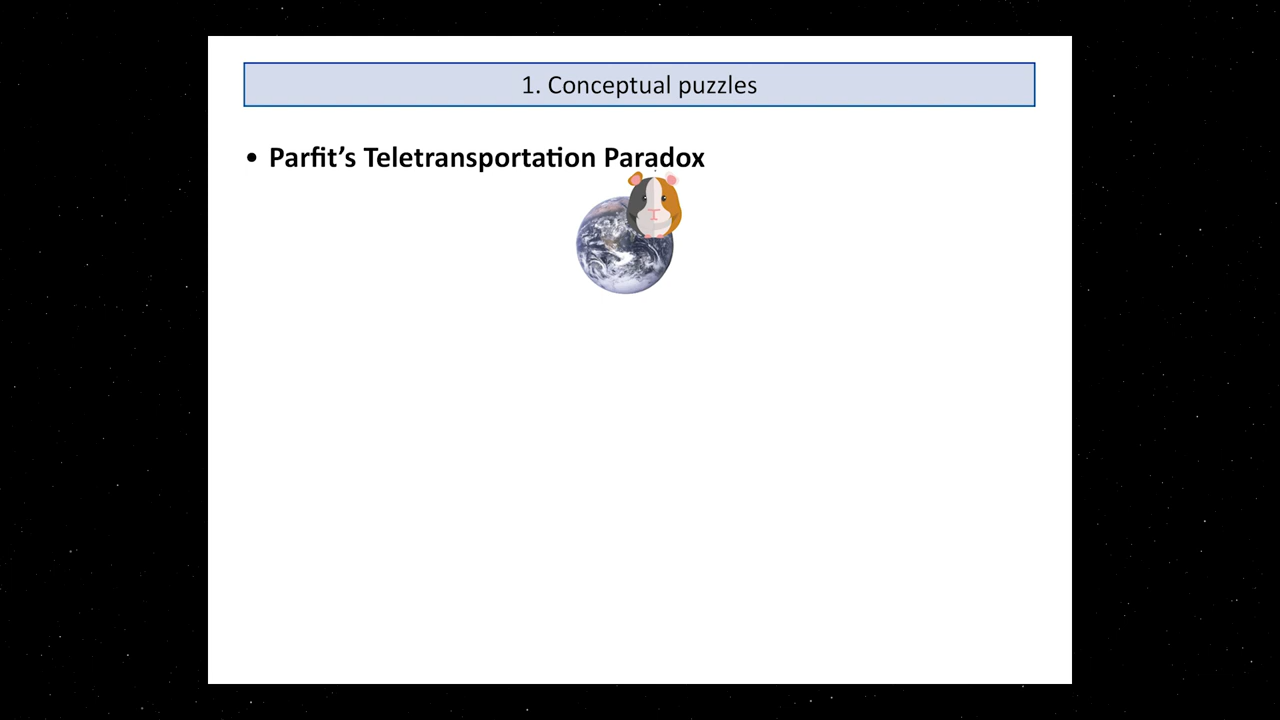 1. Conceptual puzzles
• Parfit’s Teletransportation Paradox